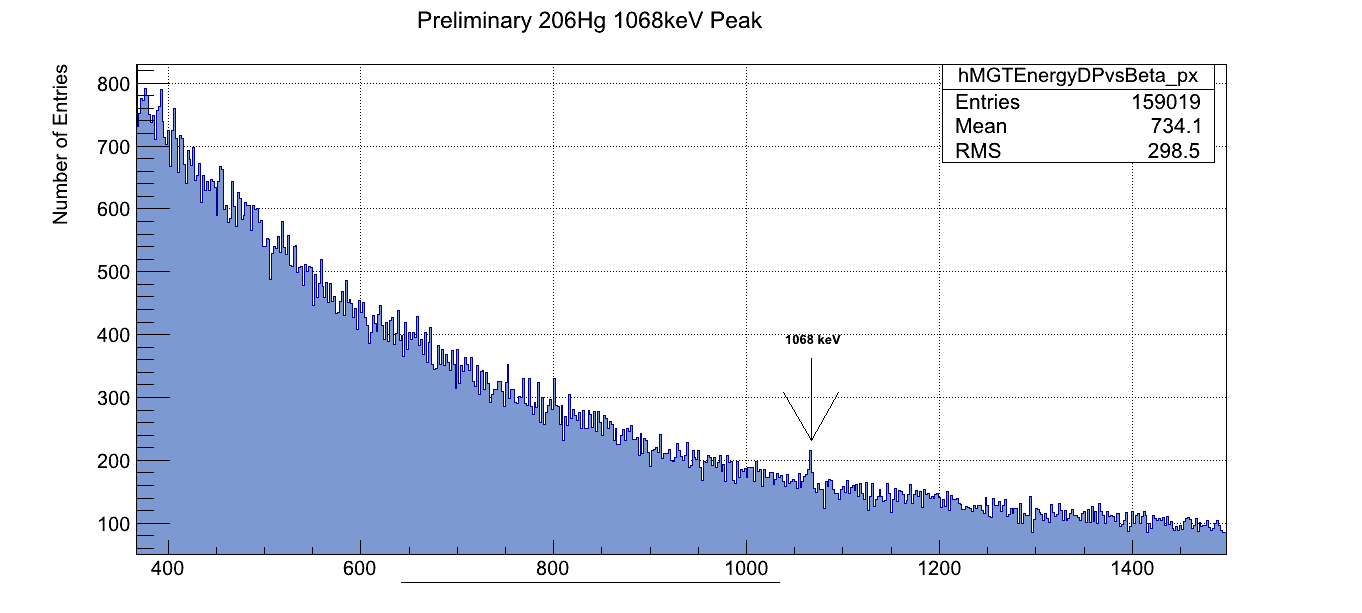 Preliminary 206Hg 1068keV Peak
Number of Entries
hMGTEnergyDPvsBeta_px
Entries 159019
Mean 734.1
RMS 298.5
800
700
600
500
400
300
200
100
1068 keV
400 600 800 1000 1200 1400